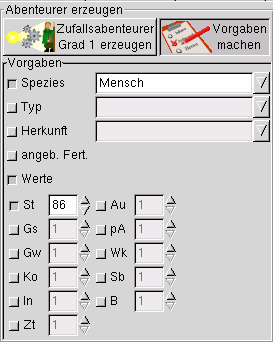 Abenteurer erzeugen
Zufallsabenteurer
Grad 1 erzeugen
Vorgaben
machen
Vorgaben
Spezies Mensch
Typ
Herkunft
angeb. Fert.
Werte
St 86 Au 1
Gs 1 pA 1
Gw 1 Wk 1
Ko 1 Sb 1
In 1 B 1
Zt 1